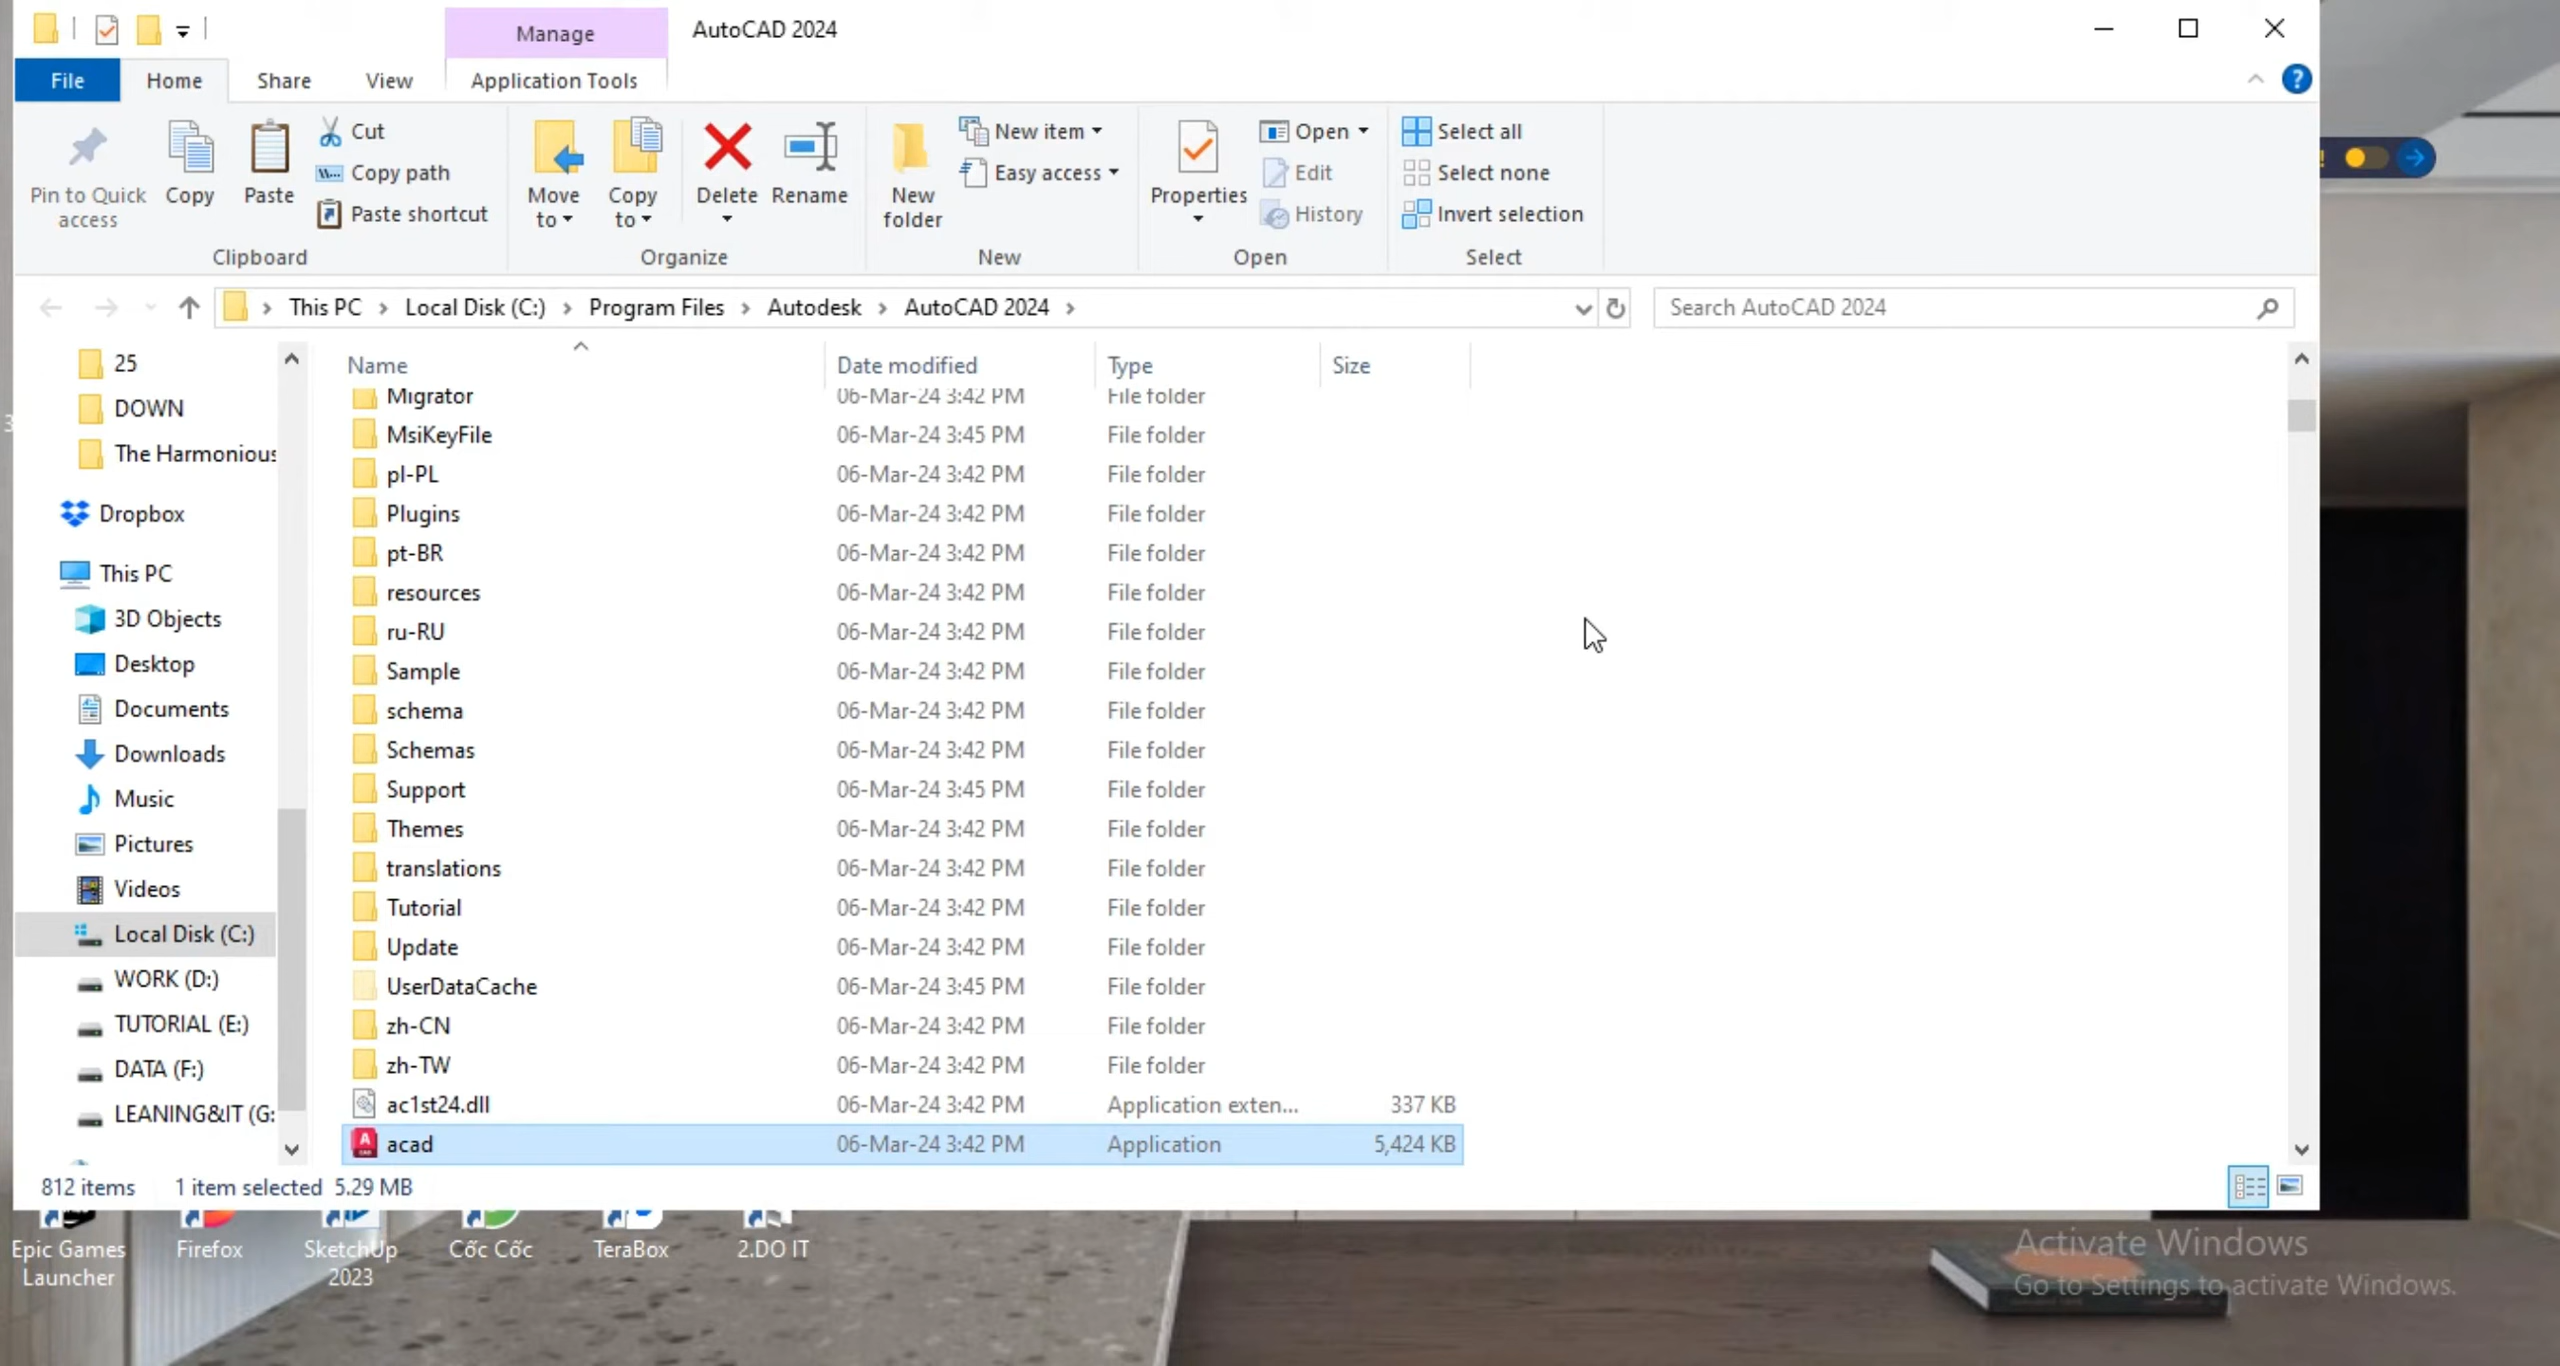 Manage
AutoCAD 2024
File
Home
Share
View
Application Tools
Pin to Quick access
Copy
Paste
Cut
Copy path
Paste shortcut
Clipboard
Move to
Copy to
Delete
Rename
Organize
New folder
New item
Easy access
New
Properties
Open
Edit
History
Open
Select all
Select none
Invert selection
Select
This PC
Local Disk (C:)
Program Files
Autodesk
AutoCAD 2024
Search AutoCAD 2024
25
DOWN
The Harmonious
Dropbox
This PC
3D Objects
Desktop
Documents
Downloads
Music
Pictures
Videos
Local Disk (C:)
WORK (D:)
TUTORIAL (E:)
DATA (F:)
LEANING&IT (G:
Name Date modified Type Size
Migrator 06-Mar-24 3:42 PM File folder
MsiKeyFile 06-Mar-24 3:45 PM File folder
pl-PL 06-Mar-24 3:42 PM File folder
Plugins 06-Mar-24 3:42 PM File folder
pt-BR 06-Mar-24 3:42 PM File folder
resources 06-Mar-24 3:42 PM File folder
ru-RU 06-Mar-24 3:42 PM File folder
Sample 06-Mar-24 3:42 PM File folder
schema 06-Mar-24 3:42 PM File folder
Schemas 06-Mar-24 3:42 PM File folder
Support 06-Mar-24 3:45 PM File folder
Themes 06-Mar-24 3:42 PM File folder
translations 06-Mar-24 3:42 PM File folder
Tutorial 06-Mar-24 3:42 PM File folder
Update 06-Mar-24 3:42 PM File folder
UserDataCache 06-Mar-24 3:45 PM File folder
zh-CN 06-Mar-24 3:42 PM File folder
zh-TW 06-Mar-24 3:42 PM File folder
ac1st24.dll 06-Mar-24 3:42 PM Application exten... 337 KB
acad 06-Mar-24 3:42 PM Application 5,424 KB
812 items 1 item selected 5.29 MB
Epic Games Launcher
Firefox
SketchUp 2023
Cốc Cốc
TeraBox
2.DO IT
Activate Windows
Go to Settings to activate Windows.